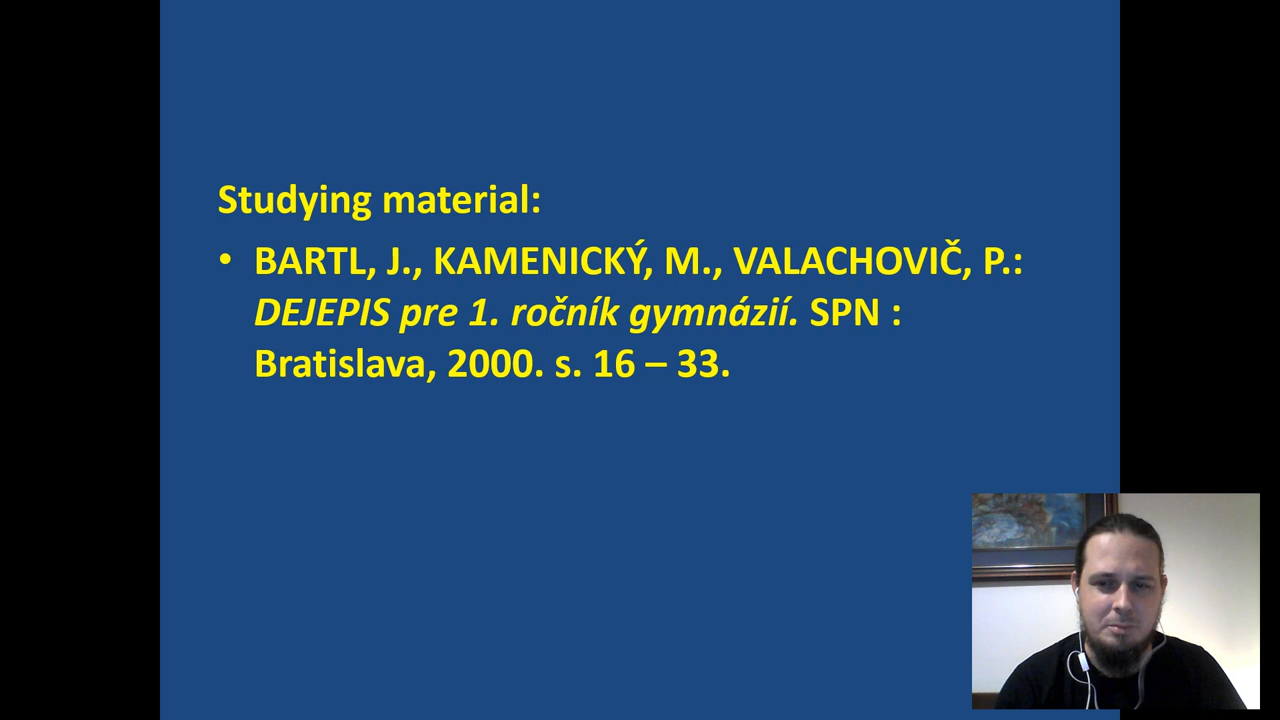 Studying material:
• BARTL, J., KAMENICKÝ, M., VALACHOVIČ, P.:
DEJEPIS pre 1. ročník gymnázií. SPN :
Bratislava, 2000. s. 16 – 33.